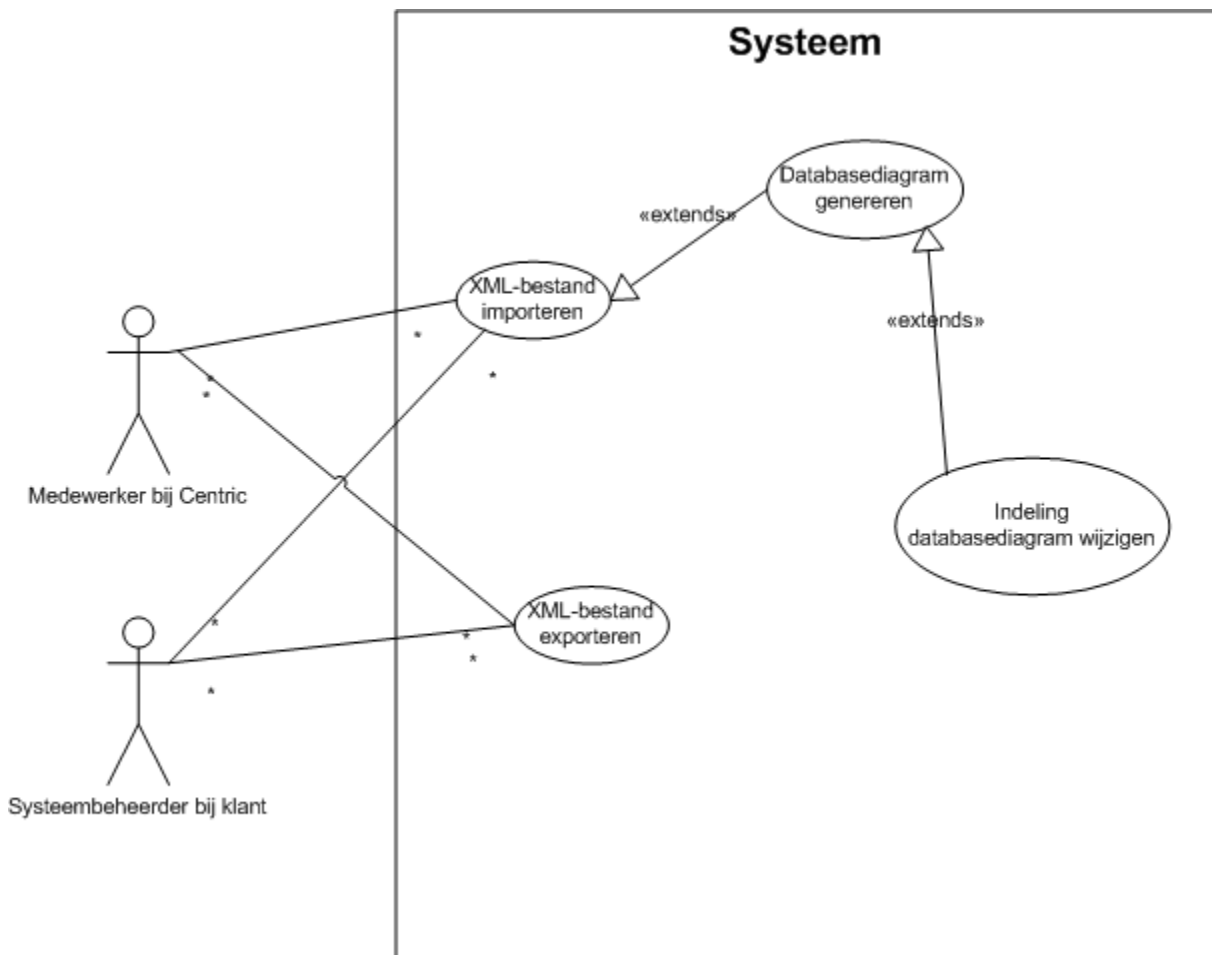 Systeem
Databasediagram
genereren
«extends»
XML-bestand
importeren
«extends»
*
*
*
*
Medewerker bij Centric
Indeling
databasediagram wijzigen
XML-bestand
exporteren
*
*
*
*
Systeembeheerder bij klant